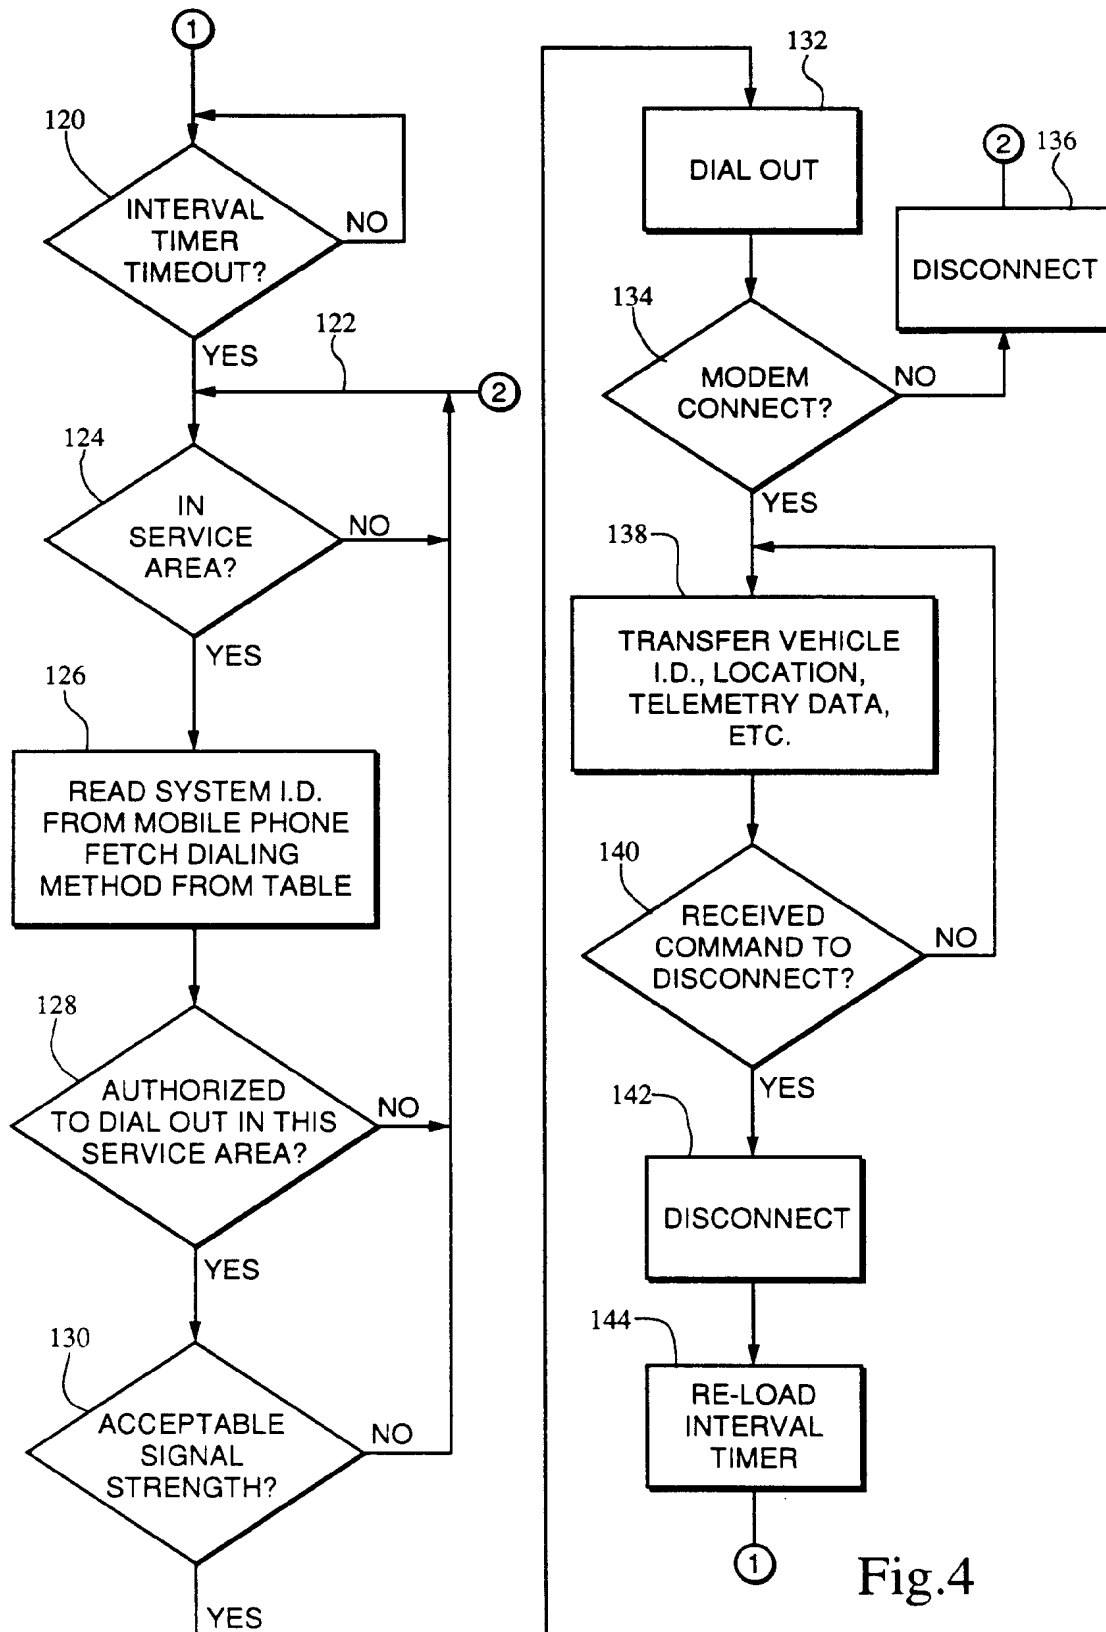 1
120
INTERVAL
TIMER
TIMEOUT?
NO
YES
122
2
124
IN
SERVICE
AREA?
NO
YES
126
READ SYSTEM I.D.
FROM MOBILE PHONE
FETCH DIALING
METHOD FROM TABLE
128
AUTHORIZED
TO DIAL OUT IN THIS
SERVICE AREA?
NO
YES
130
ACCEPTABLE
SIGNAL
STRENGTH?
NO
YES
132
DIAL OUT
2
136
DISCONNECT
134
MODEM
CONNECT?
NO
YES
138
TRANSFER VEHICLE
I.D., LOCATION,
TELEMETRY DATA,
ETC.
140
RECEIVED
COMMAND TO
DISCONNECT?
NO
YES
142
DISCONNECT
144
RE-LOAD
INTERVAL
TIMER
1
Fig.4